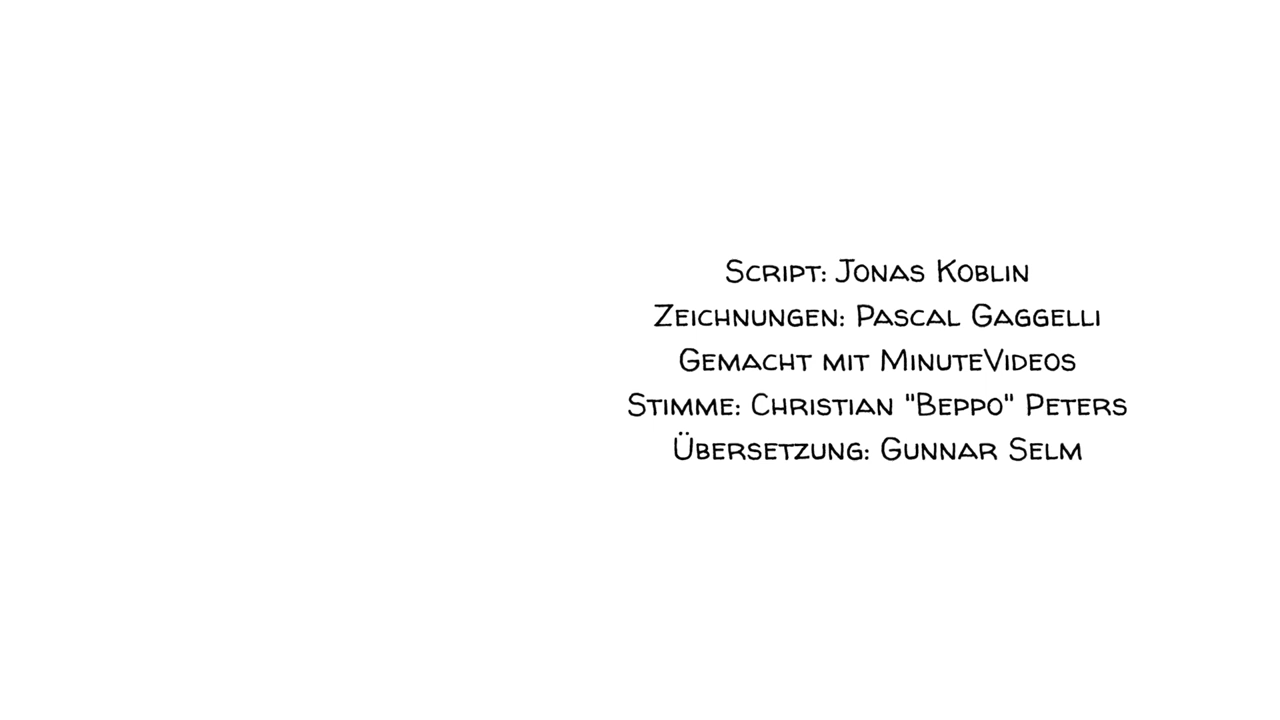 Script: Jonas Koblin
Zeichnungen: Pascal Gaggelli
Gemacht mit MinuteVideos
Stimme: Christian "Beppo" Peters
Übersetzung: Gunnar Selm